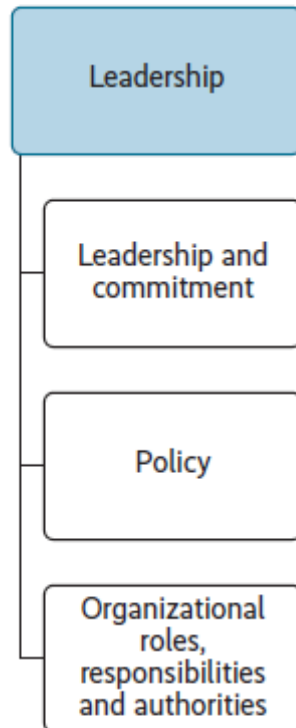 Leadership
Leadership and
commitment
Policy
Organizational
roles,
responsibilities
and authorities